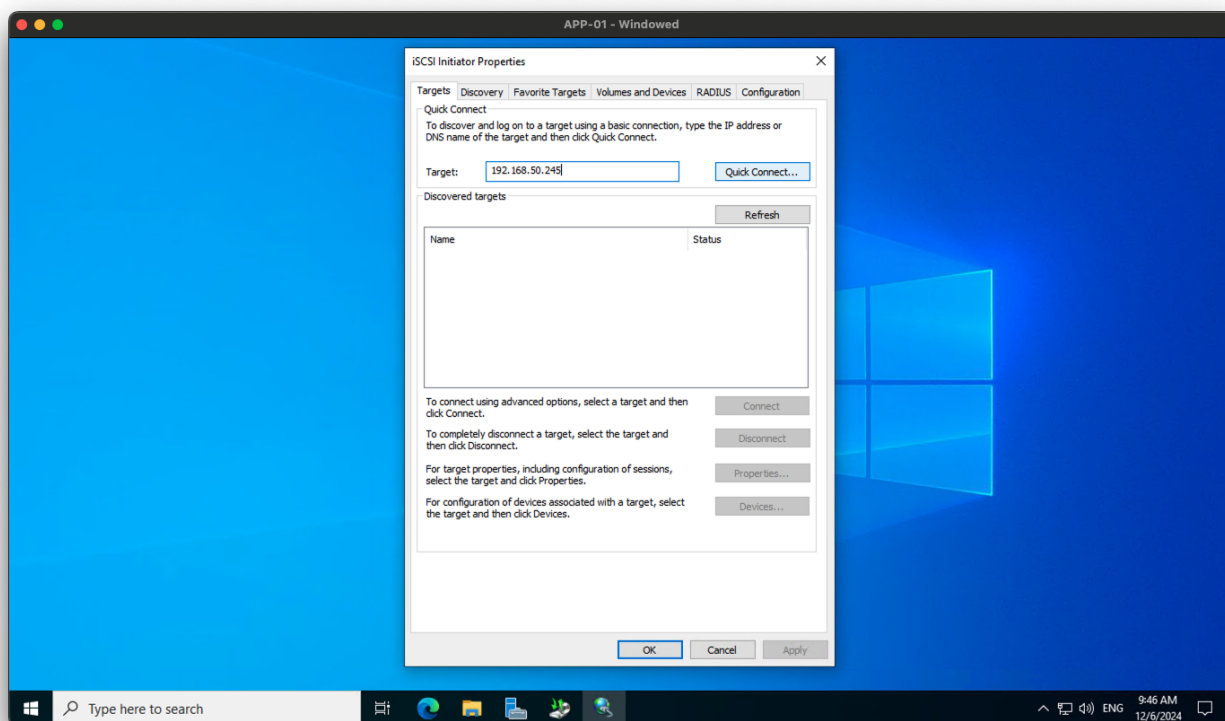 APP-01 - Windowed
iSCSI Initiator Properties
Targets Discovery Favorite Targets Volumes and Devices RADIUS Configuration
Quick Connect
To discover and log on to a target using a basic connection, type the IP address or
DNS name of the target and then click Quick Connect.
Target: 192.168.50.245 Quick Connect...
Discovered targets
Refresh
Name Status
To connect using advanced options, select a target and then
click Connect.
Connect
To completely disconnect a target, select the target and
then click Disconnect.
Disconnect
For target properties, including configuration of sessions,
select the target and click Properties.
Properties...
For configuration of devices associated with a target, select
the target and then click Devices.
Devices...
OK Cancel Apply
Type here to search
ENG
9:46 AM
12/6/2024